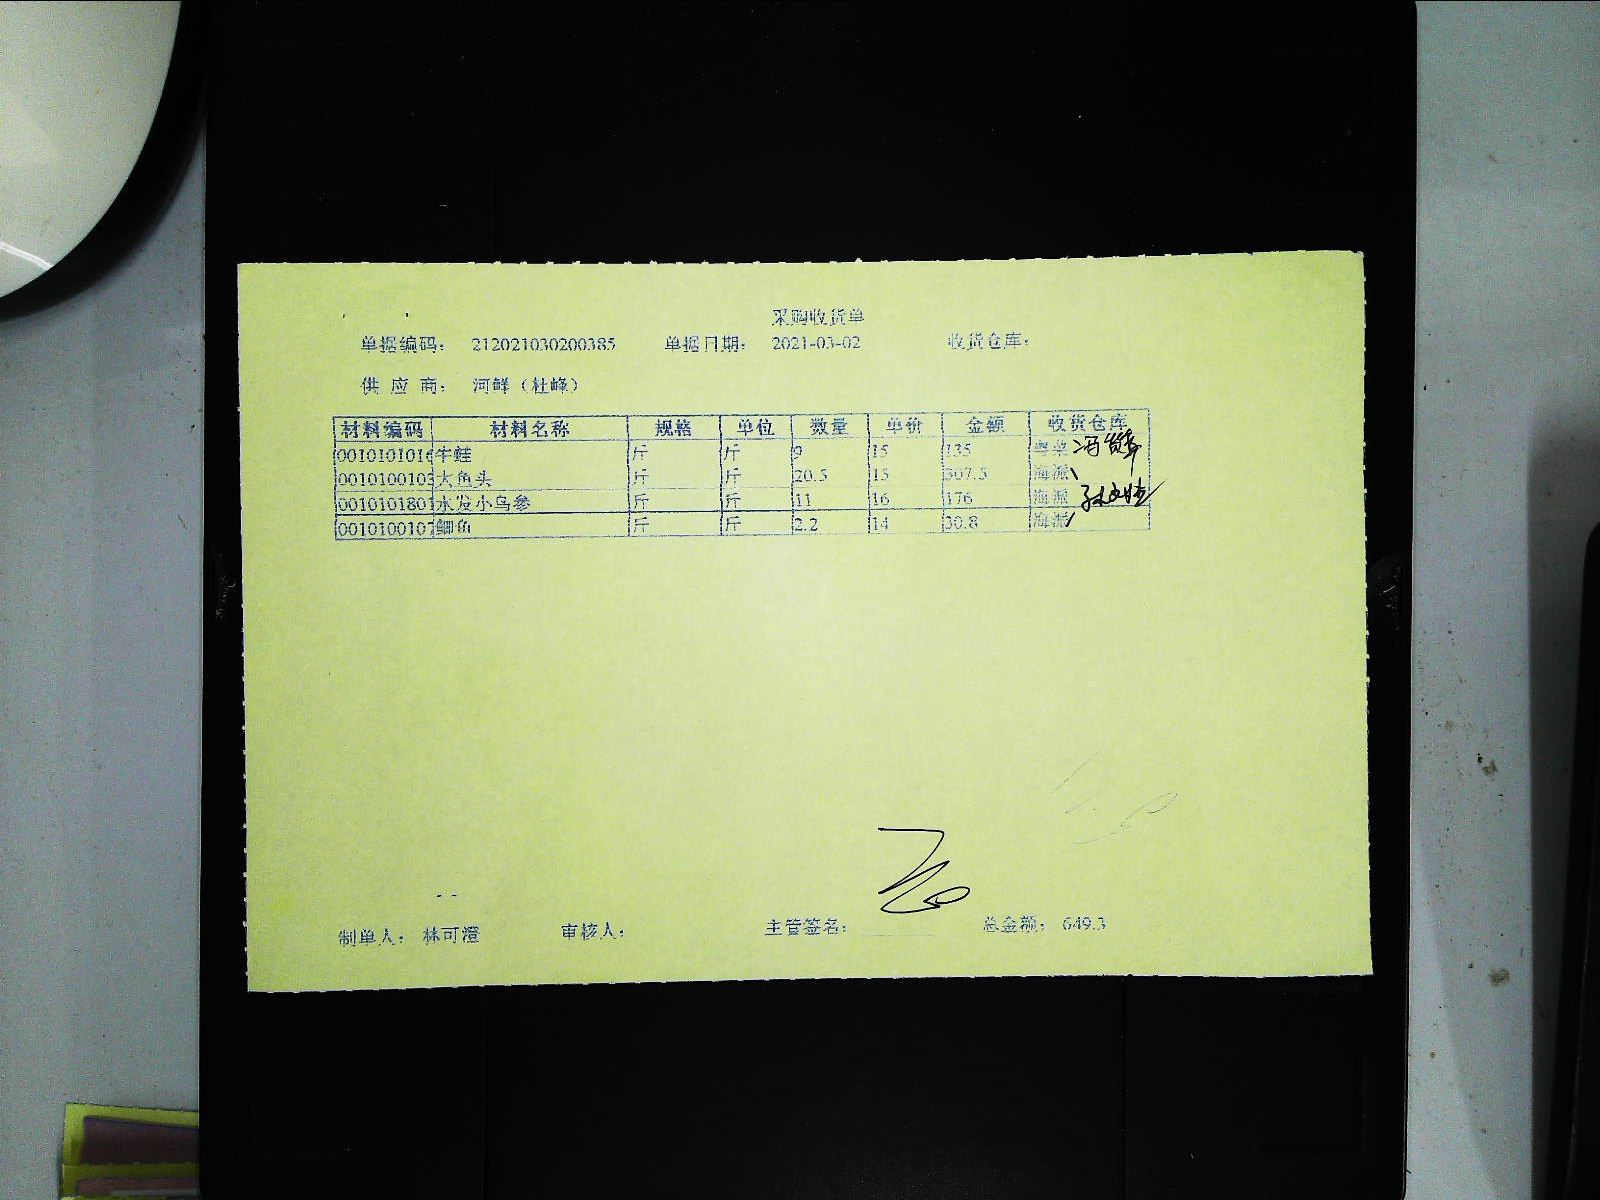 采购收货单
单据编码： 212021030200385 单据日期： 2021-03-02 收货仓库：
供 应 商： 河鲜（杜峰）
材料编码 材料名称 规格 单位 数量 单价 金额 收货仓库
0010101016 牛蛙 斤 斤 9 15 135 粤菜
0010100103 大鱼头 斤 斤 20.5 15 307.5 海派
0010101801 水发小乌参 斤 斤 11 16 176 海派
0010100107 鲫鱼 斤 斤 2.2 14 30.8 海派
制单人： 林可澄 审核人： 主管签名： 总金额： 649.3